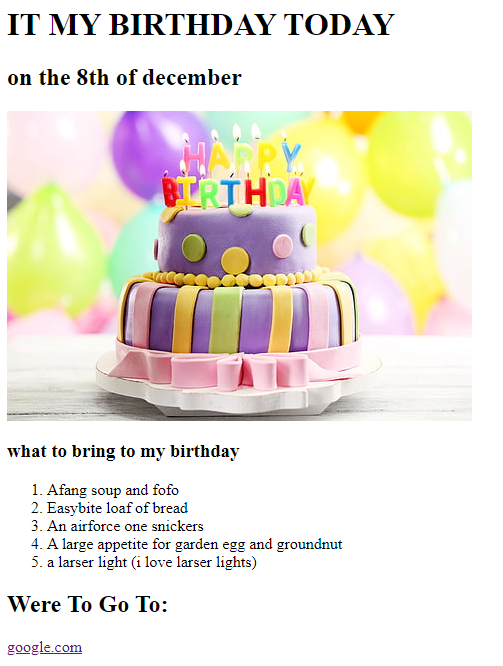 IT MY BIRTHDAY TODAY
on the 8th of december
HAPPY
BIRTHDAY
what to bring to my birthday
1. Afang soup and fofo
2. Easybite loaf of bread
3. An airforce one snickers
4. A large appetite for garden egg and groundnut
5. a larser light (i love larser lights)
Were To Go To:
google.com